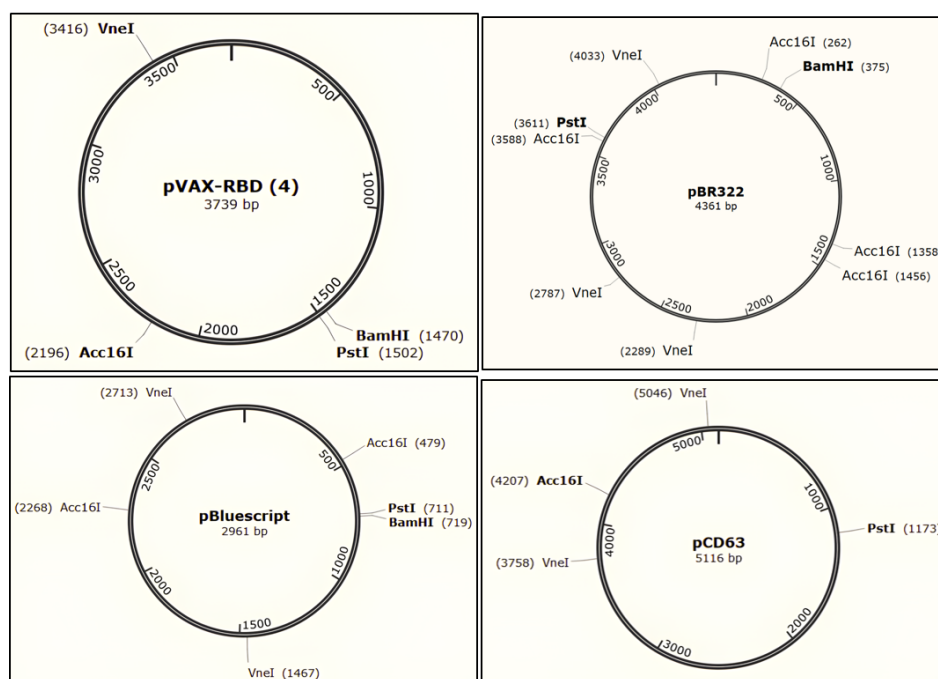 (3416) VneI
3500
500
3000
pVAX-RBD (4)
3739 bp
1000
2500
1500
2000
BamHI (1470)
(2196) Acc16I
PstI (1502)
Acc16I (262)
(4033) VneI
BamHI (375)
4000
500
(3611) PstI
(3588) Acc16I
3500
1000
pBR322
4361 bp
3000
1500
Acc16I (1358
Acc16I (1456)
(2787) VneI
2500
2000
(2289) VneI
(2713) VneI
Acc16I (479)
500
2500
(2268) Acc16I
PstI (711)
pBluescript
BamHI (719)
2961 bp
2000
1000
1500
VneI (1467)
(5046) VneI
5000
(4207) Acc16I
1000
PstI (1173)
4000
pCD63
(3758) VneI
5116 bp
3000
2000